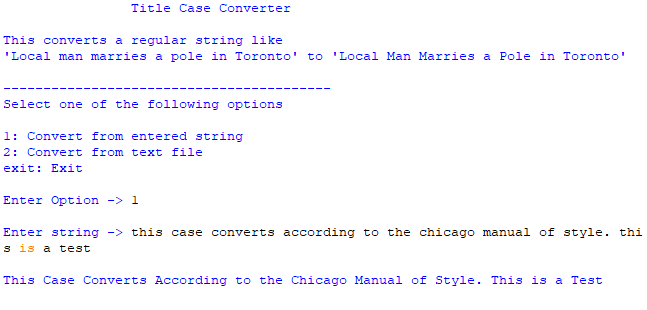 Title Case Converter
This converts a regular string like
'Local man marries a pole in Toronto' to 'Local Man Marries a Pole in Toronto'
-----------------------------------------
Select one of the following options
1: Convert from entered string
2: Convert from text file
exit: Exit
Enter Option -> 1
Enter string -> this case converts according to the chicago manual of style. thi
s is a test
This Case Converts According to the Chicago Manual of Style. This is a Test